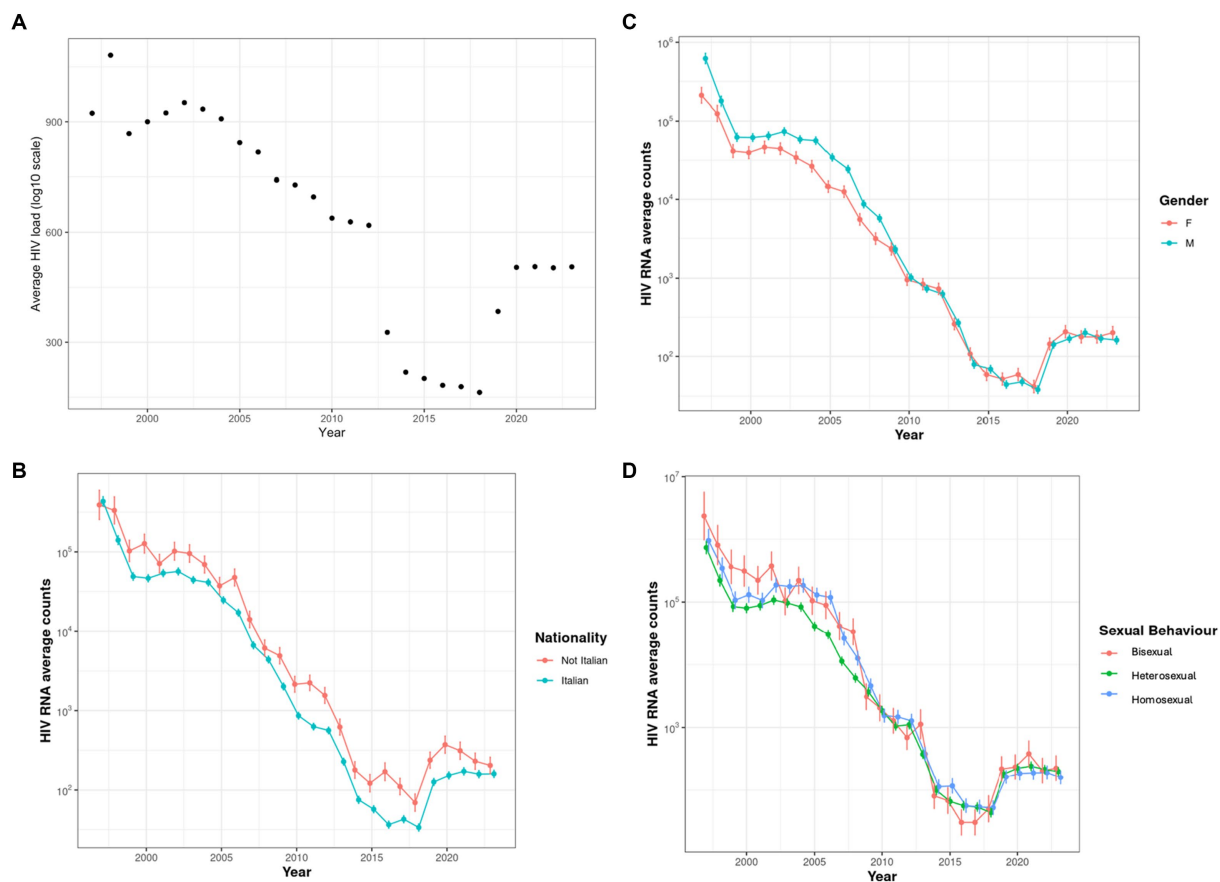 A
Average HIV load (log10 scale)
900
600
300
2000
2005
2010
2015
2020
Year
B
HIV RNA average counts
10^5
10^4
10^3
10^2
2000
2005
2010
2015
2020
Year
Nationality
Not Italian
Italian
C
HIV RNA average counts
10^6
10^5
10^4
10^3
10^2
2000
2005
2010
2015
2020
Year
Gender
F
M
D
HIV RNA average counts
10^7
10^5
10^3
2000
2005
2010
2015
2020
Year
Sexual Behaviour
Bisexual
Heterosexual
Homosexual